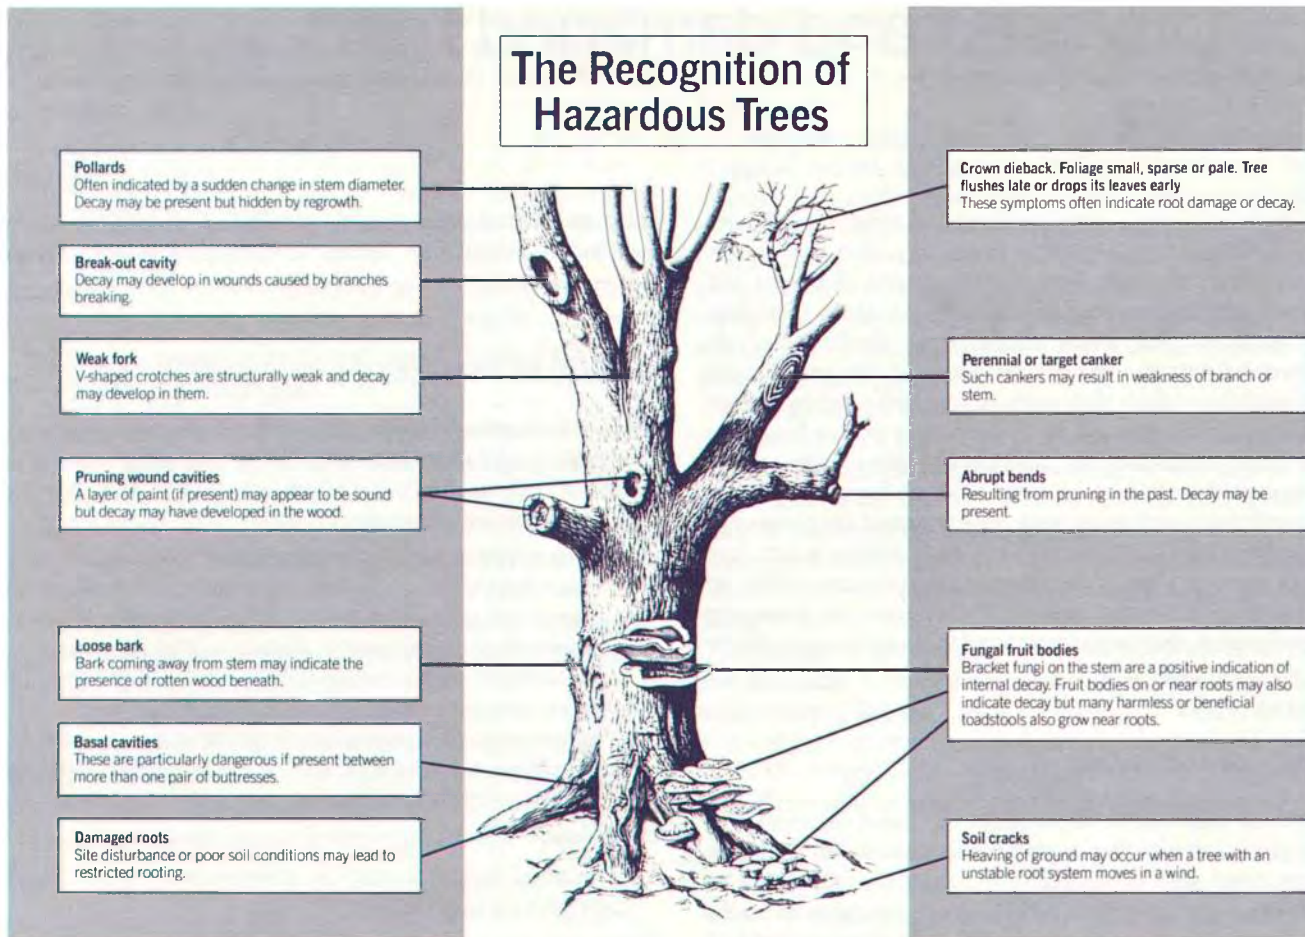 The Recognition of
Hazardous Trees
Pollards
Often indicated by a sudden change in stem diameter.
Decay may be present but hidden by regrowth.
Break-out cavity
Decay may develop in wounds caused by branches
breaking.
Weak fork
V-shaped crotches are structurally weak and decay
may develop in them.
Pruning wound cavities
A layer of paint (if present) may appear to be sound
but decay may have developed in the wood.
Loose bark
Bark coming away from stem may indicate the
presence of rotten wood beneath.
Basal cavities
These are particularly dangerous if present between
more than one pair of buttresses.
Damaged roots
Site disturbance or poor soil conditions may lead to
restricted rooting.
Crown dieback. Foliage small, sparse or pale. Tree
flushes late or drops its leaves early
These symptoms often indicate root damage or decay.
Perennial or target canker
Such cankers may result in weakness of branch or
stem.
Abrupt bends
Resulting from pruning in the past. Decay may be
present.
Fungal fruit bodies
Bracket fungi on the stem are a positive indication of
internal decay. Fruit bodies on or near roots may also
indicate decay but many harmless or beneficial
toadstools also grow near roots.
Soil cracks
Heaving of ground may occur when a tree with an
unstable root system moves in a wind.